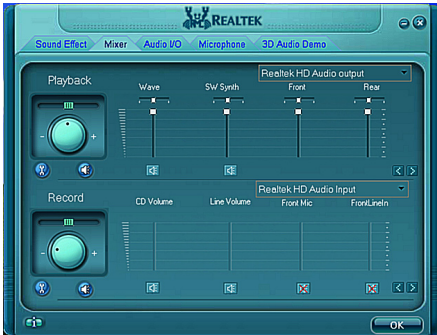 REALTEK
Sound Effect Mixer Audio I/O Microphone 3D Audio Demo
Playback
Realtek HD Audio output
Wave SW Synth Front Rear
- +
Record
Realtek HD Audio Input
CD Volume Line Volume Front Mic FrontLineIn
- +
OK